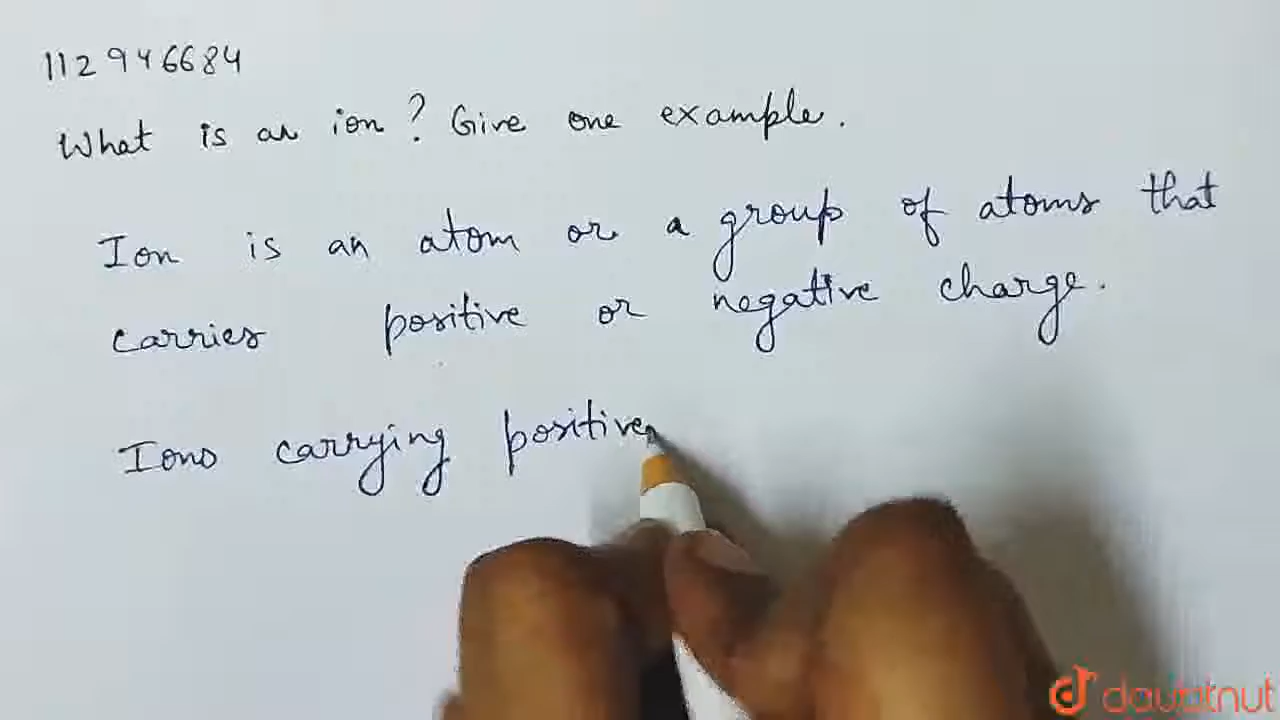 112946684
What is an ion? Give one example.
Ion is an atom or a group of atoms that
carries positive or negative charge.
Ions carrying positive
doubtnut